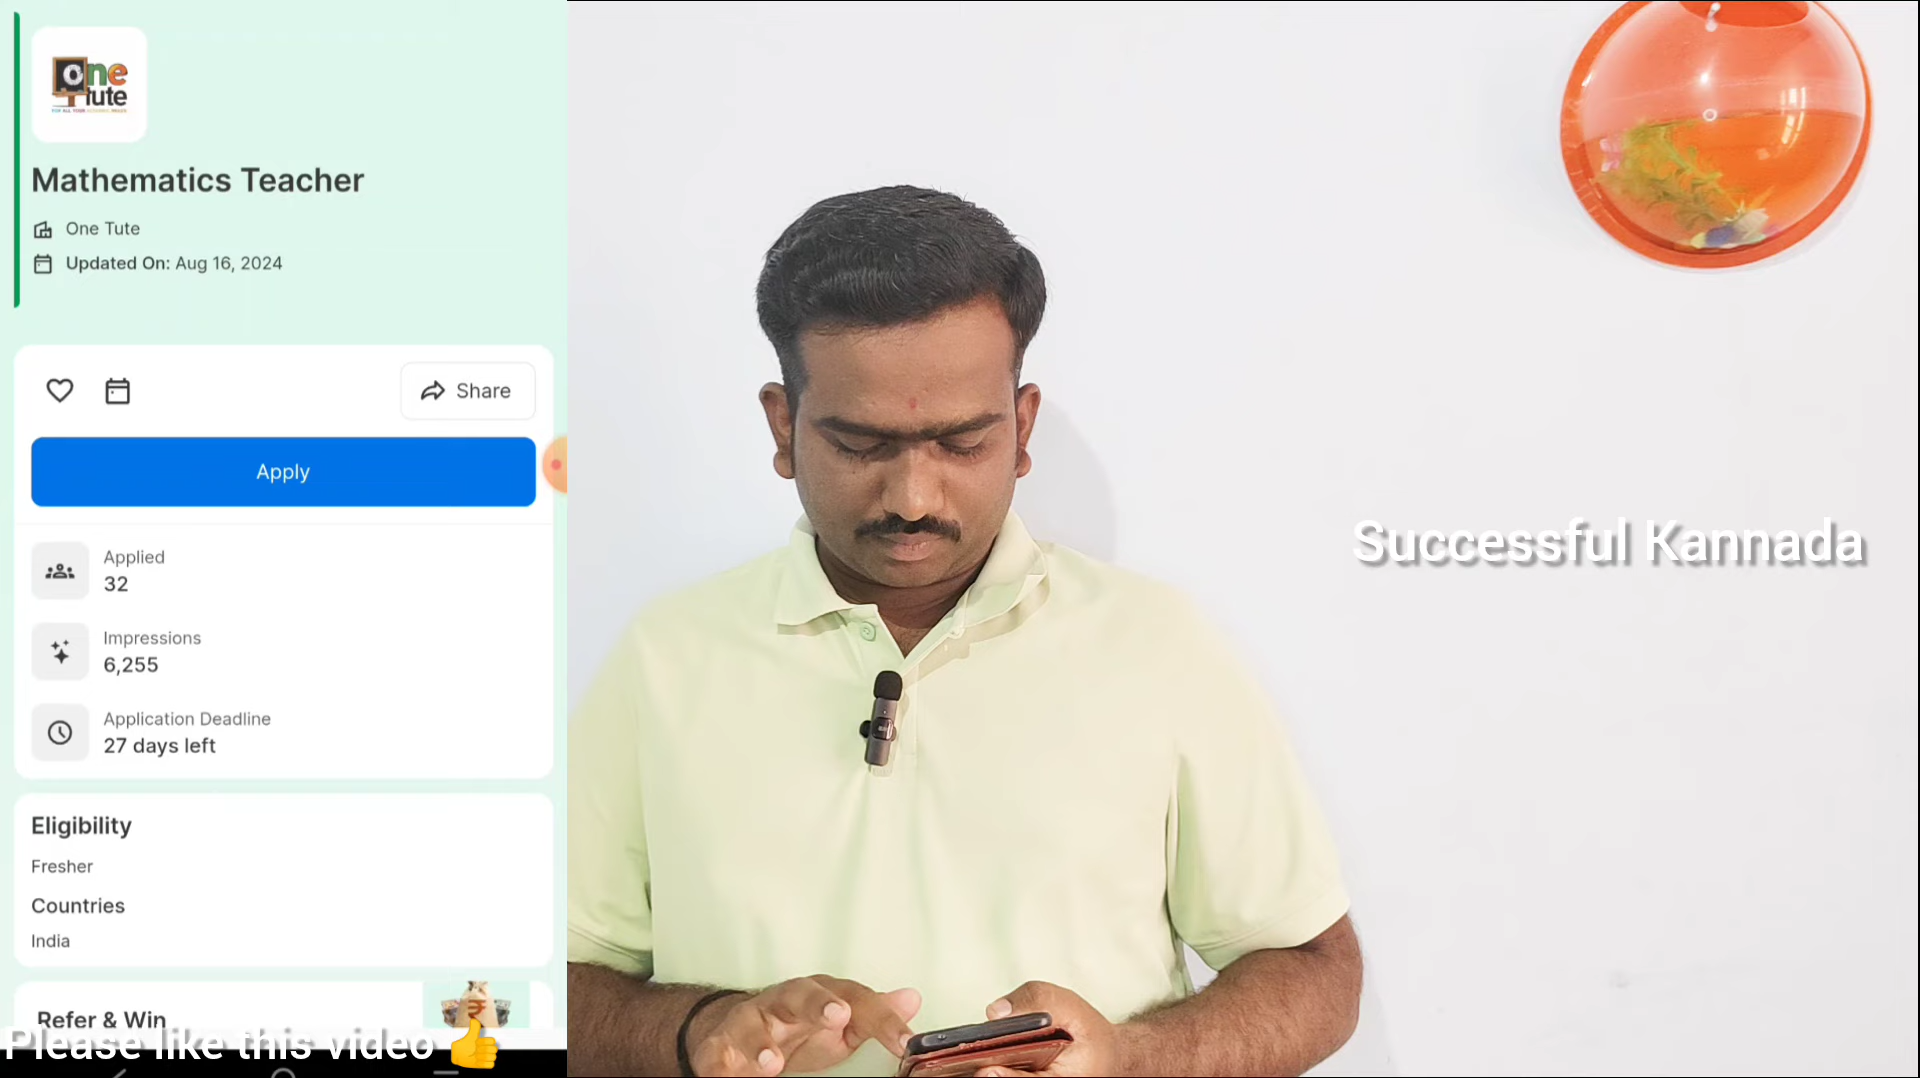 One
Tute
Mathematics Teacher
One Tute
Updated On: Aug 16, 2024
Share
Apply
Applied
32
Impressions
6,255
Application Deadline
27 days left
Eligibility
Fresher
Countries
India
Refer & Win
Please like this video 👍
Successful Kannada